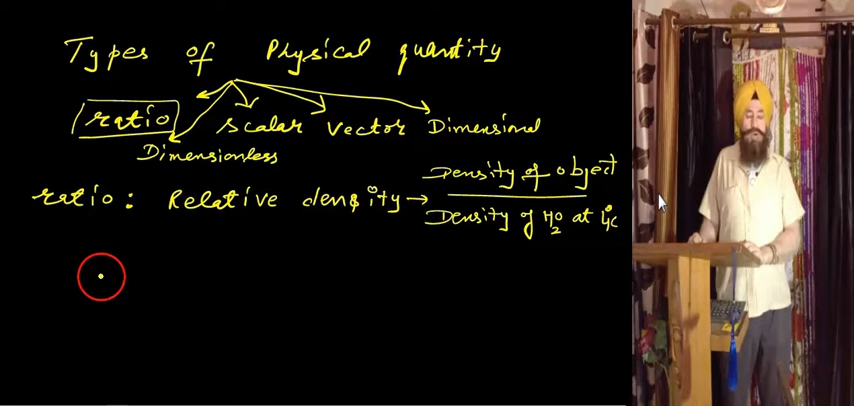 Types of Physical quantity
ratio Scalar Vector Dimensional
Dimensionless
ratio: Relative density → Density of object
Density of H2O at 4°C